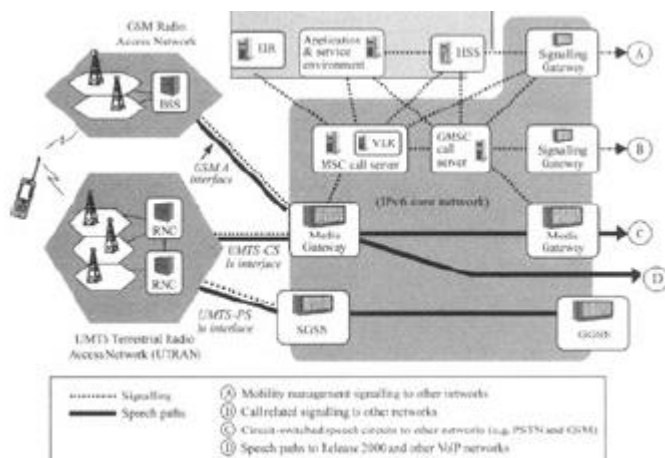 GSM Radio
Access Network
BSS
EIR
Application
& service
environment
HSS
Signalling
Gateway
A
VLR
MSC call server
GMSC
call
server
Signalling
Gateway
B
GSM A
interface
(IPv6 core network)
RNC
RNC
UMTS-CS
Iu interface
Media
Gateway
Media
Gateway
C
D
UMTS-PS
Iu interface
SGSN
GGSN
UMTS Terrestrial Radio
Access Network (UTRAN)
Signalling
Speech paths
A Mobility management signalling to other networks
B Call related signalling to other networks
C Circuit-switched speech circuits to other networks (e.g. PSTN and GSM)
D Speech paths to Release 2000 and other VoIP networks